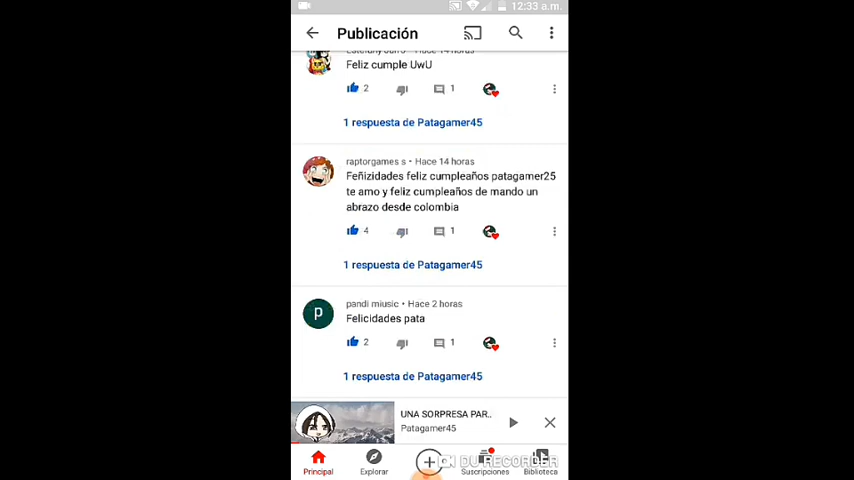 12:33 a.m.
Publicación
Hace 14 horas
Feliz cumple UwU
2 1
1 respuesta de Patagamer45
raptorgames s • Hace 14 horas
Feñizidades feliz cumpleaños patagamer25
te amo y feliz cumpleaños de mando un
abrazo desde colombia
4 1
1 respuesta de Patagamer45
p
pandi miusic • Hace 2 horas
Felicidades pata
2 1
1 respuesta de Patagamer45
UNA SORPRESA PAR..
Patagamer45
DU RECORDER
Principal Explorar Suscripciones Biblioteca